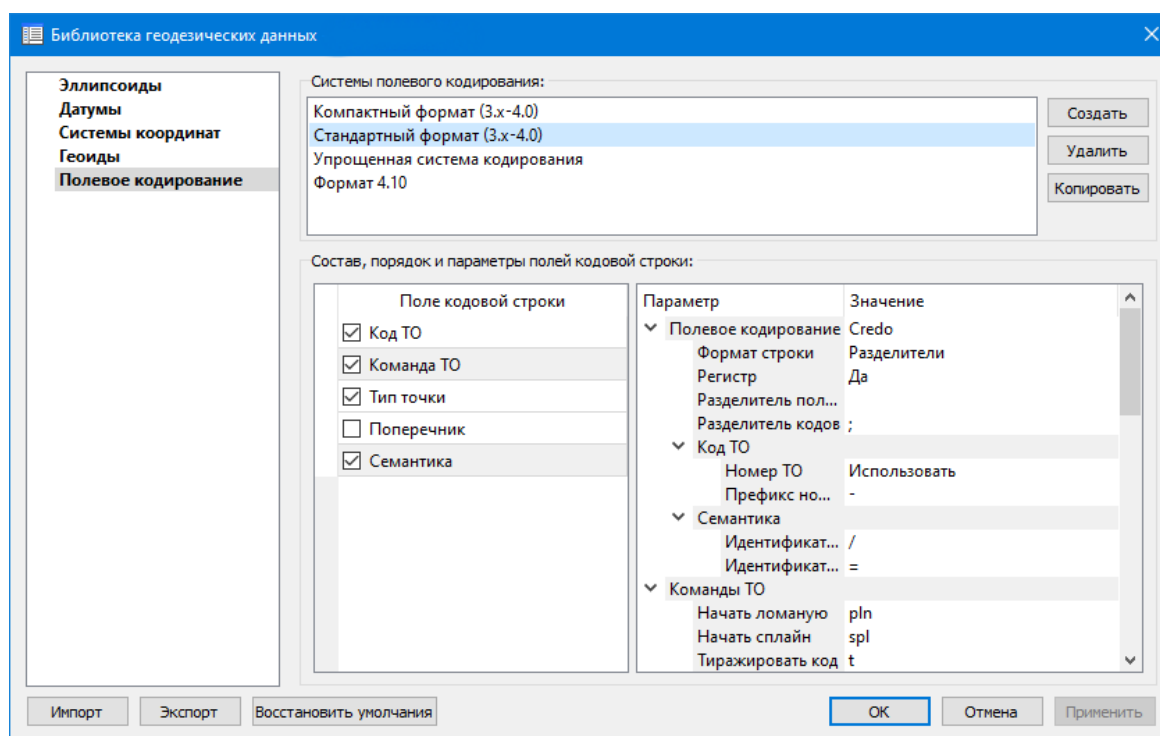 Библиотека геодезических данных
Эллипсоиды
Датумы
Системы координат
Геоиды
Полевое кодирование
Системы полевого кодирования:
Компактный формат (3.x-4.0)
Стандартный формат (3.x-4.0)
Упрощенная система кодирования
Формат 4.10
Создать
Удалить
Копировать
Состав, порядок и параметры полей кодовой строки:
Поле кодовой строки
Код ТО
Команда ТО
Тип точки
Поперечник
Семантика
Параметр Значение
Полевое кодирование Credo
Формат строки Разделители
Регистр Да
Разделитель пол...
Разделитель кодов ;
Код ТО
Номер ТО Использовать
Префикс но... -
Семантика
Идентификат... /
Идентификат... =
Команды ТО
Начать ломаную pln
Начать сплайн spl
Тиражировать код t
Импорт Экспорт Восстановить умолчания OK Отмена Применить